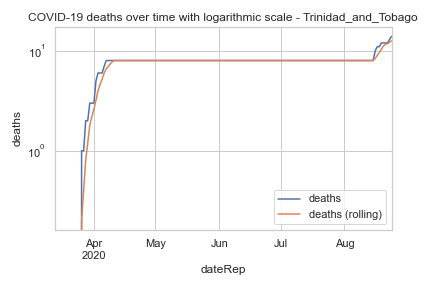 COVID-19 deaths over time with logarithmic scale - Trinidad_and_Tobago
10¹
10⁰
deaths
deaths
deaths (rolling)
Apr May Jun Jul Aug
2020
dateRep